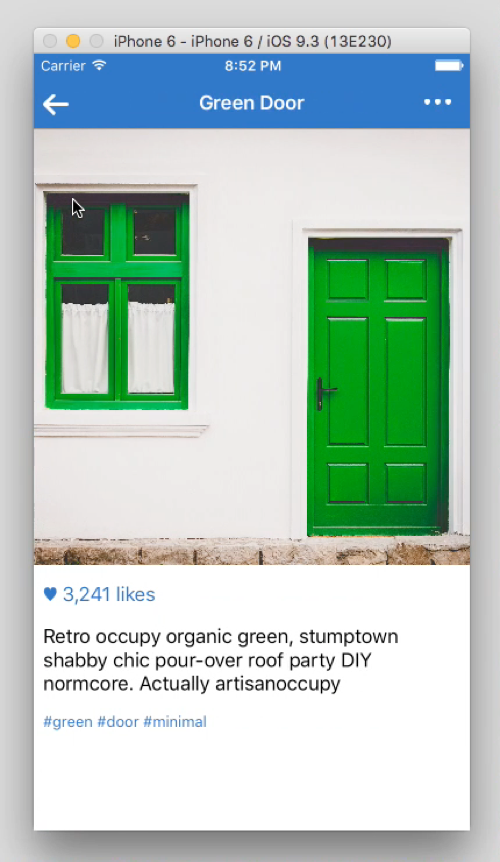 iPhone 6 - iPhone 6 / iOS 9.3 (13E230)
Carrier 8:52 PM
Green Door
3,241 likes
Retro occupy organic green, stumptown
shabby chic pour-over roof party DIY
normcore. Actually artisanoccupy
#green #door #minimal